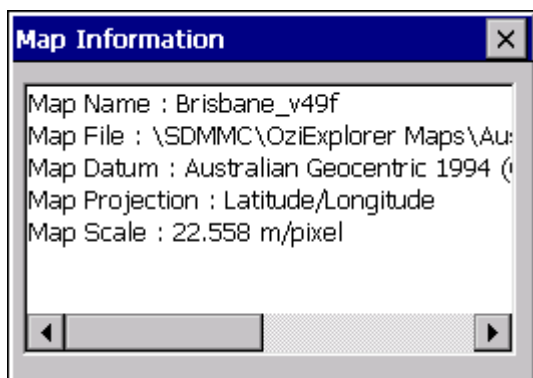 Map Information
Map Name : Brisbane_v49f
Map File : \SDMMC\OziExplorer Maps\Au
Map Datum : Australian Geocentric 1994 (
Map Projection : Latitude/Longitude
Map Scale : 22.558 m/pixel